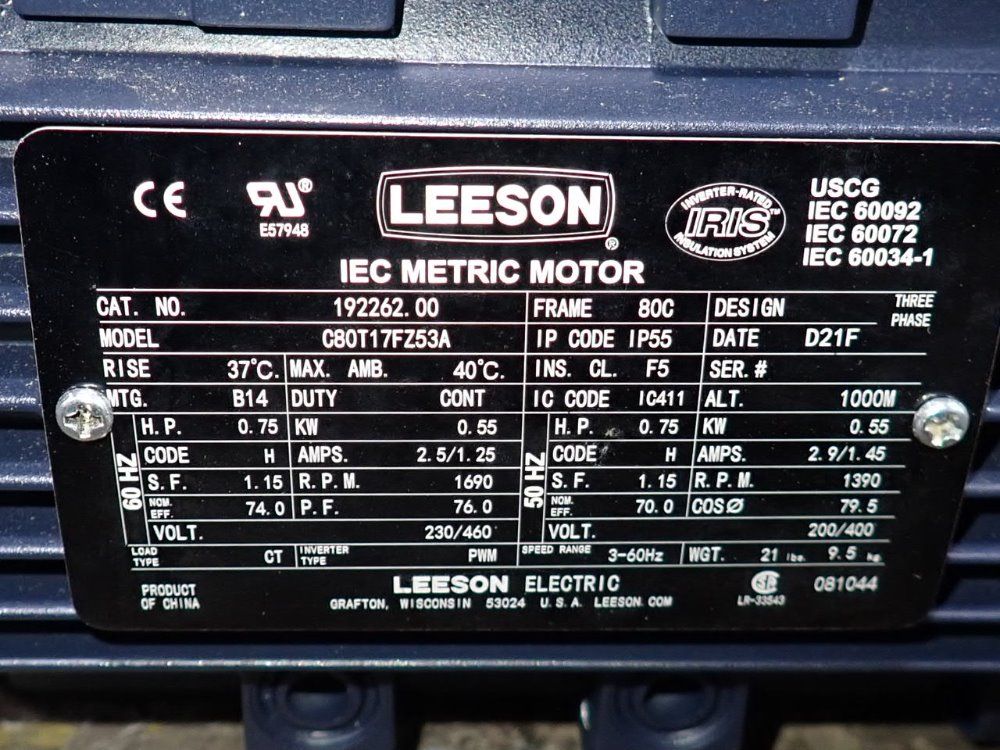 CE
RU® E57948
LEESON®
INVERTER-RATED IRIS™ INSULATION SYSTEM
USCG
IEC 60092
IEC 60072
IEC 60034-1
IEC METRIC MOTOR
CAT. NO. 192262.00 FRAME 80C DESIGN THREE PHASE
MODEL C80T17FZ53A IP CODE IP55 DATE D21F
RISE 37°C. MAX. AMB. 40°C. INS. CL. F5 SER.#
MTG. B14 DUTY CONT IC CODE IC411 ALT. 1000M
60 HZ
H.P. 0.75 KW 0.55
CODE H AMPS. 2.5/1.25
S.F. 1.15 R.P.M. 1690
NOM. EFF. 74.0 P.F. 76.0
VOLT. 230/460
50 HZ
H.P. 0.75 KW 0.55
CODE H AMPS. 2.9/1.45
S.F. 1.15 R.P.M. 1390
NOM. EFF. 70.0 COSØ 79.5
VOLT. 200/400
LOAD TYPE CT INVERTER TYPE PWM SPEED RANGE 3-60Hz WGT. 21 lbs. 9.5 kg
PRODUCT OF CHINA
LEESON ELECTRIC
GRAFTON, WISCONSIN 53024 U.S.A. LEESON.COM
SA LR-33543
081044